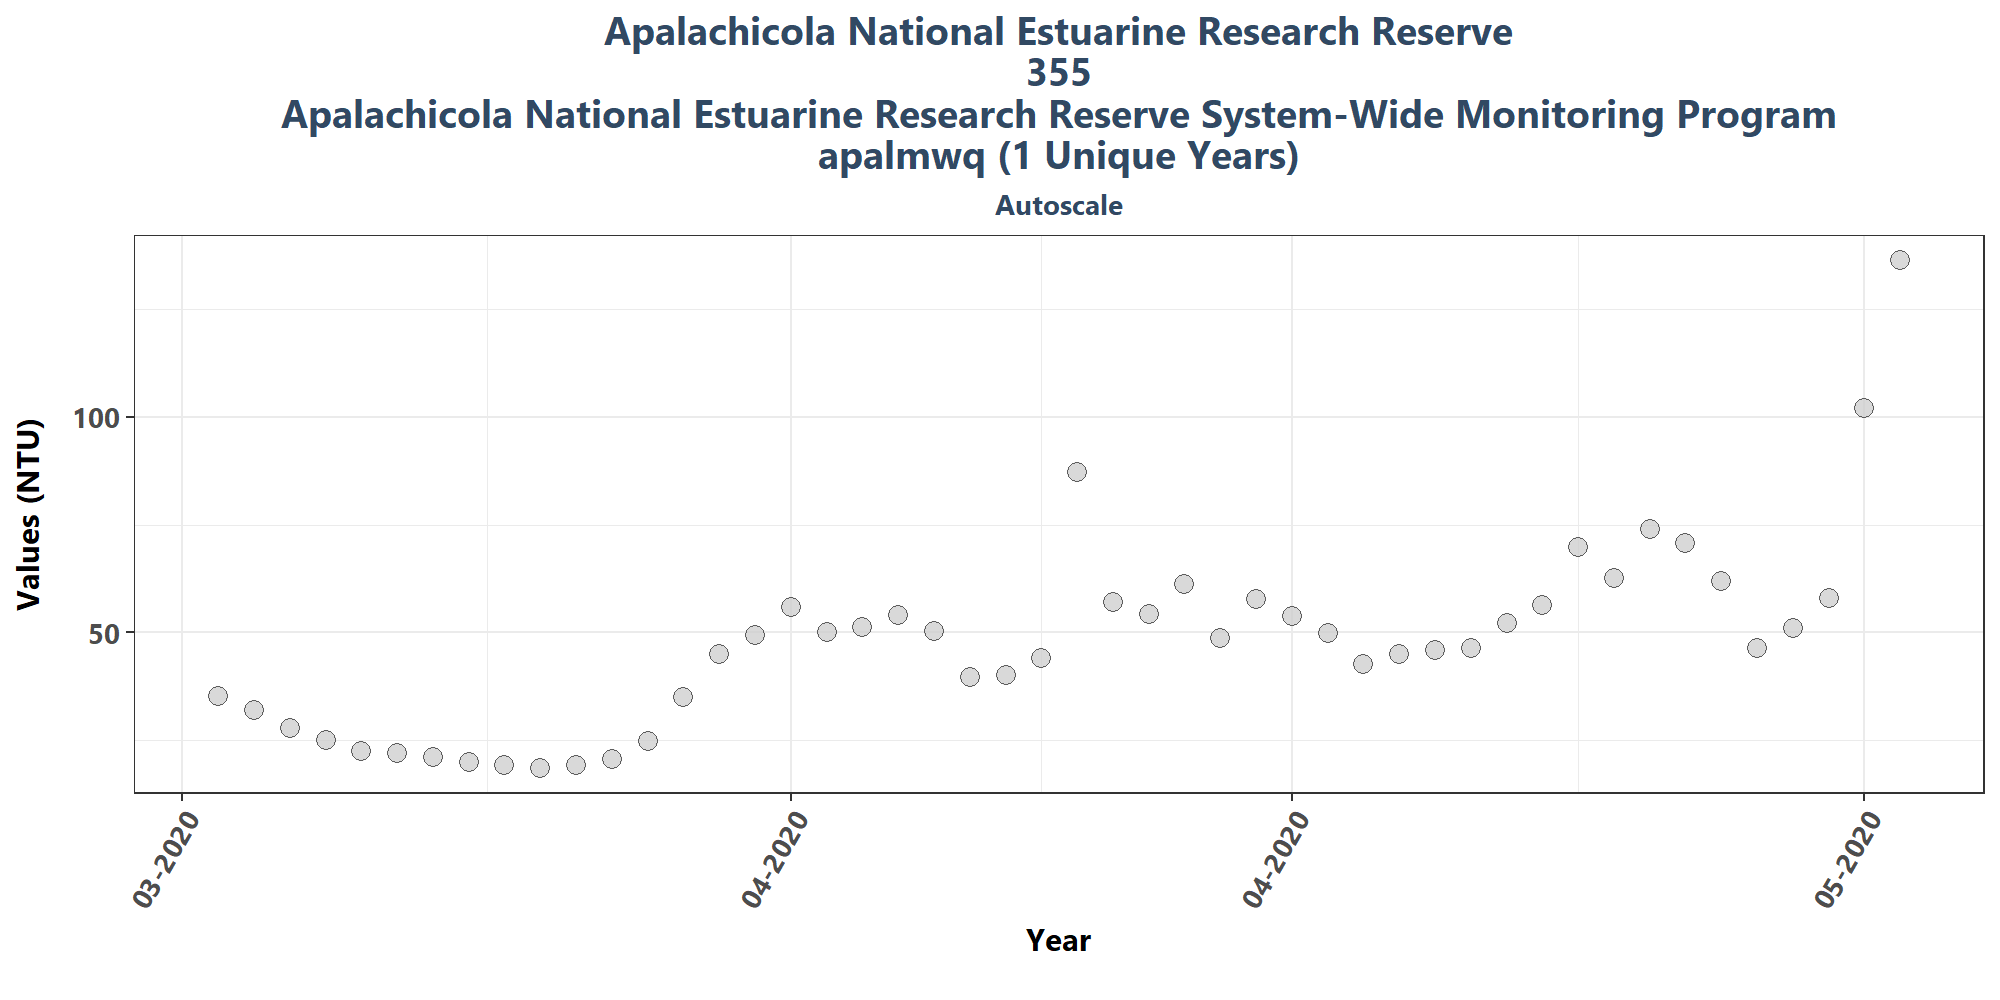 Apalachicola National Estuarine Research Reserve
355
Apalachicola National Estuarine Research Reserve System-Wide Monitoring Program
apalmwq (1 Unique Years)
Autoscale
Values (NTU)
100
50
03-2020
04-2020
04-2020
05-2020
Year